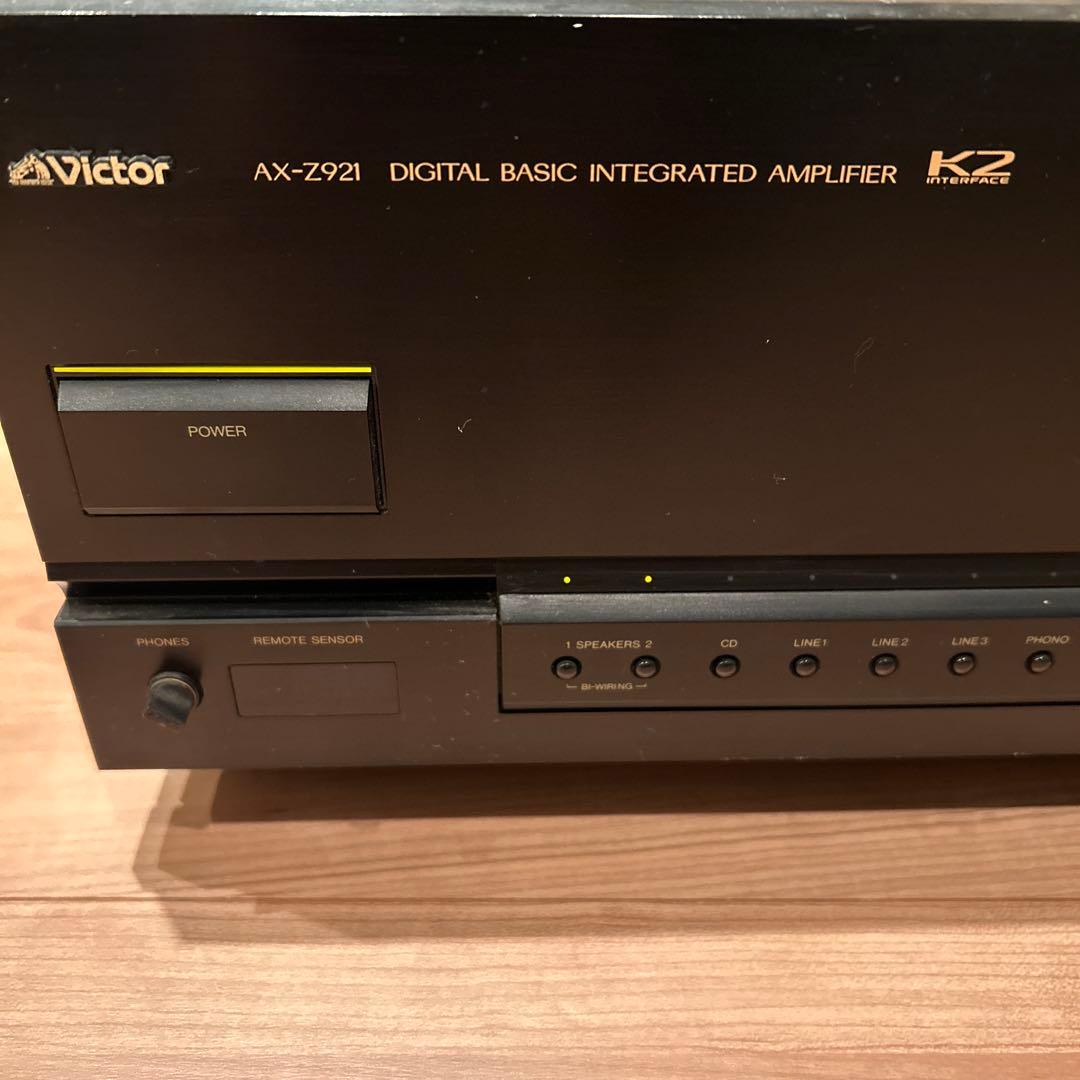 Victor AX-Z921 DIGITAL BASIC INTEGRATED AMPLIFIER K2 INTERFACE
POWER
PHONES REMOTE SENSOR 1 SPEAKERS 2 CD LINE1 LINE2 LINE3 PHONO
BI-WIRING